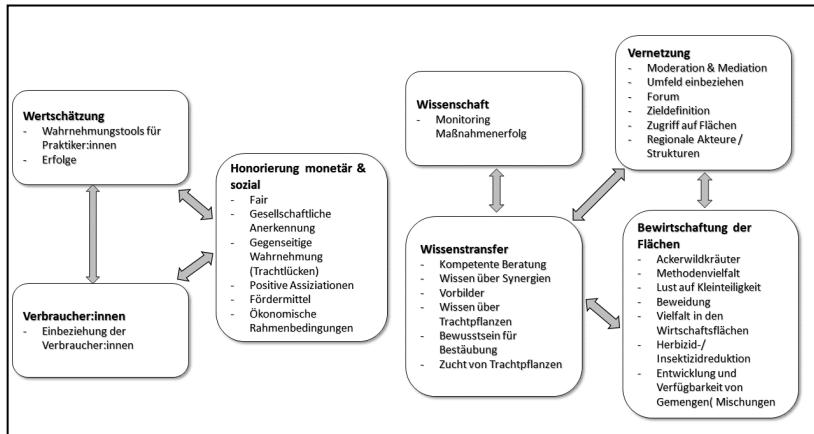 Wertschätzung
- Wahrnehmungstools für
Praktiker:innen
- Erfolge
Verbraucher:innen
- Einbeziehung der
Verbraucher:innen
Honorierung monetär &
sozial
- Fair
- Gesellschaftliche
Anerkennung
- Gegenseitige
Wahrnehmung
(Trachtlücken)
- Positive Assiziationen
- Fördermittel
- Ökonomische
Rahmenbedingungen
Wissenschaft
- Monitoring
Maßnahmenerfolg
Wissenstransfer
- Kompetente Beratung
- Wissen über Synergien
- Vorbilder
- Wissen über
Trachtpflanzen
- Bewusstsein für
Bestäubung
- Zucht von Trachtpflanzen
Vernetzung
- Moderation & Mediation
- Umfeld einbeziehen
- Forum
- Zieldefinition
- Zugriff auf Flächen
- Regionale Akteure /
Strukturen
Bewirtschaftung der
Flächen
- Ackerwildkräuter
- Methodenvielfalt
- Lust auf Kleinteiligkeit
- Beweidung
- Vielfalt in den
Wirtschaftsflächen
- Herbizid-/
Insektizidreduktion
- Entwicklung und
Verfügbarkeit von
Gemengen( Mischungen